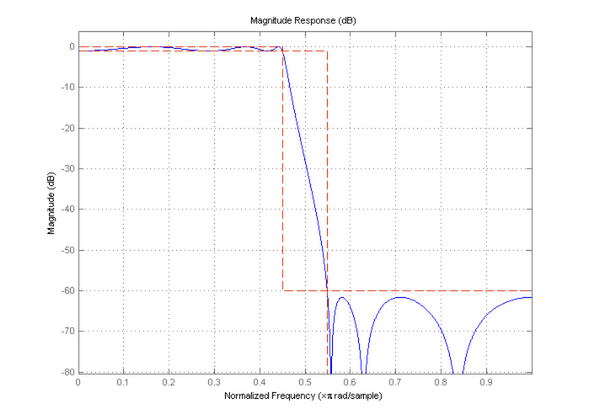 Magnitude Response (dB)
Magnitude (dB)
0
-10
-20
-30
-40
-50
-60
-70
-80
0 0.1 0.2 0.3 0.4 0.5 0.6 0.7 0.8 0.9
Normalized Frequency (×π rad/sample)